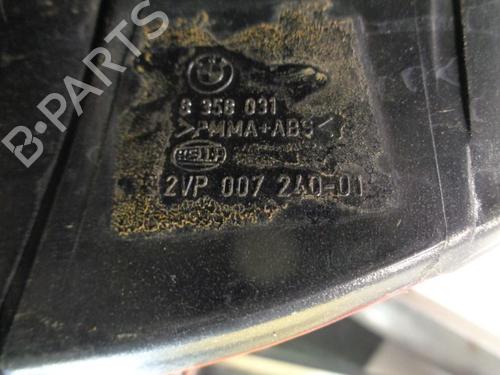 8 358 031
>PMMA+ABS<
HELLA
2VP 007 240-01
B-PARTS